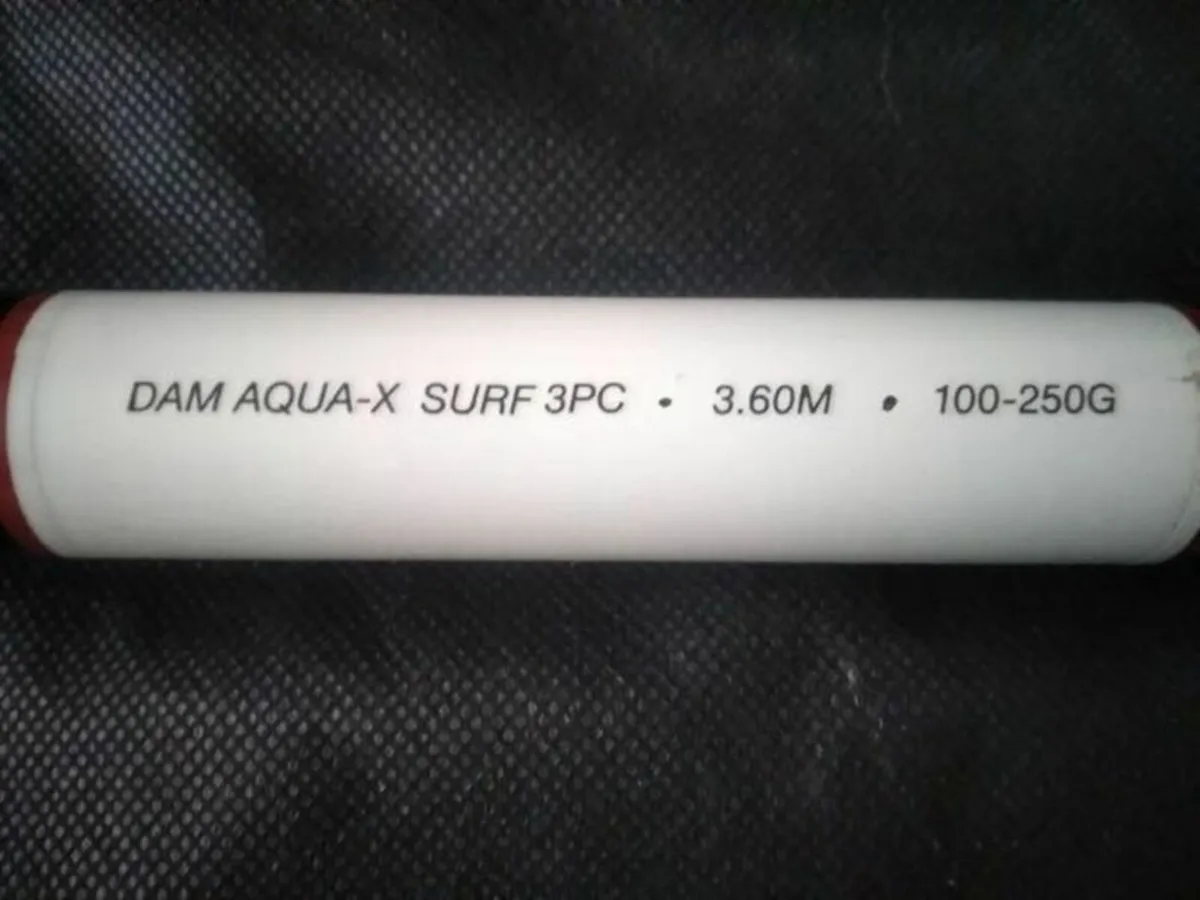 DAM AQUA-X SURF 3PC • 3.60M • 100-250G